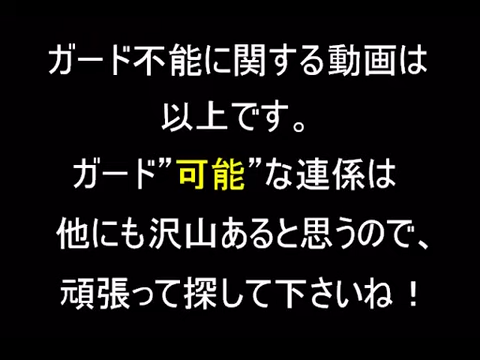 ガード不能に関する動画は
以上です。
ガード”可能”な連係は
他にも沢山あると思うので、
頑張って探して下さいね！